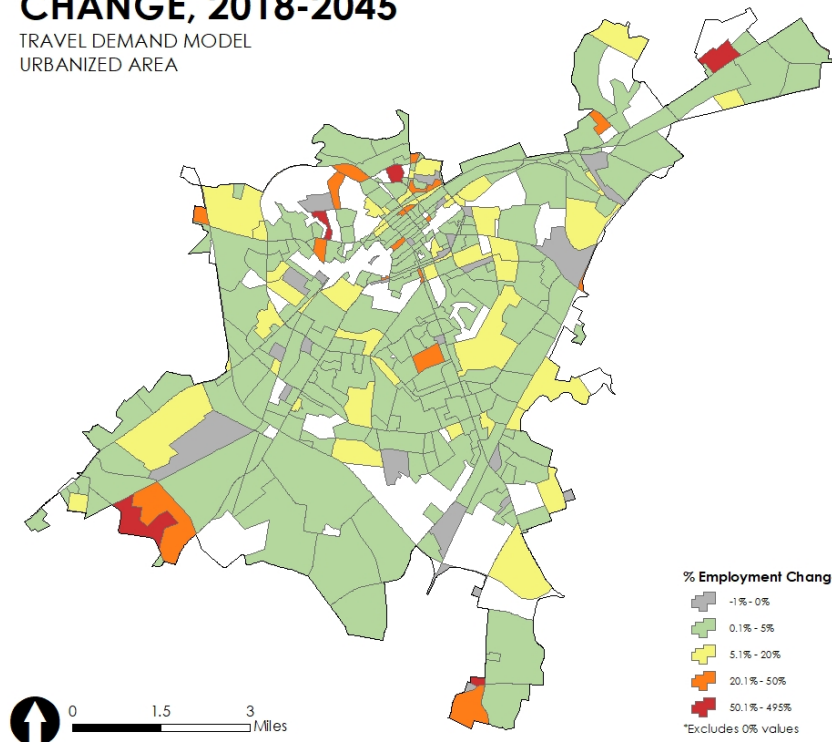 CHANGE, 2018-2045
TRAVEL DEMAND MODEL
URBANIZED AREA
% Employment Chang
-1% - 0%
0.1% - 5%
5.1% - 20%
20.1% - 50%
50.1% - 495%
*Excludes 0% values
0 1.5 3
Miles